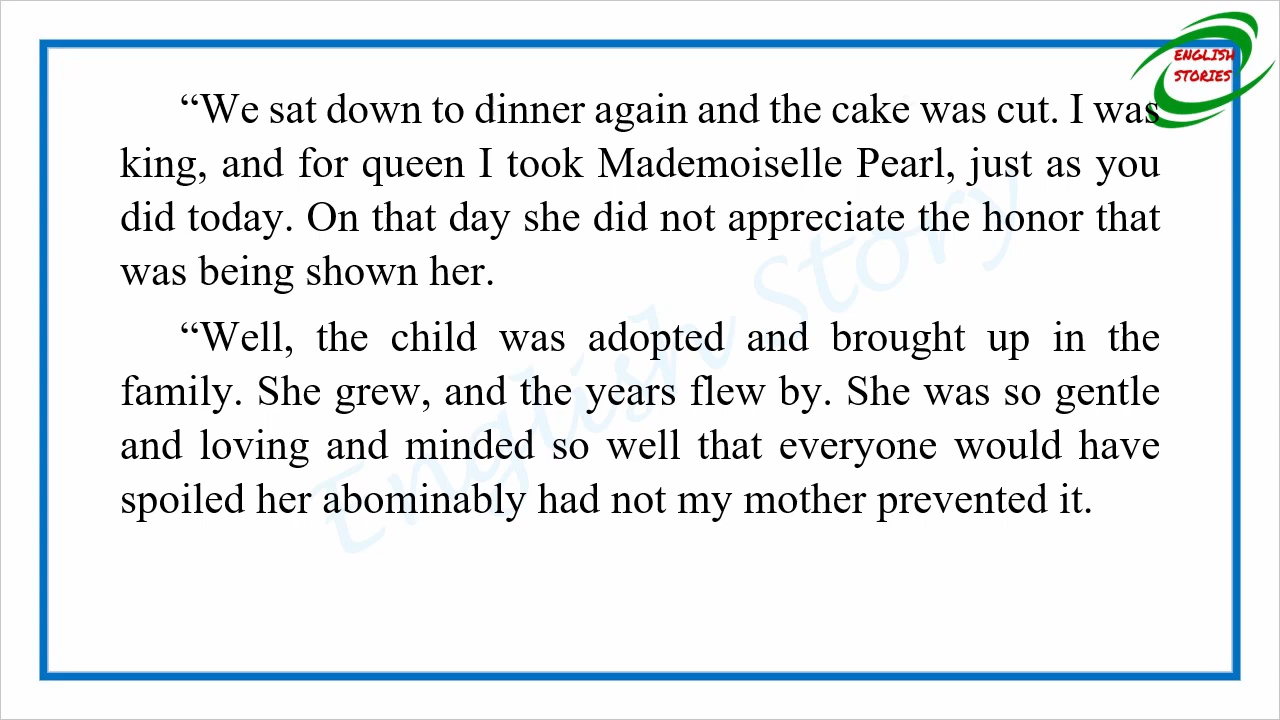 ENGLISH
STORIES
“We sat down to dinner again and the cake was cut. I was
king, and for queen I took Mademoiselle Pearl, just as you
did today. On that day she did not appreciate the honor that
was being shown her.
“Well, the child was adopted and brought up in the
family. She grew, and the years flew by. She was so gentle
and loving and minded so well that everyone would have
spoiled her abominably had not my mother prevented it.
English Story